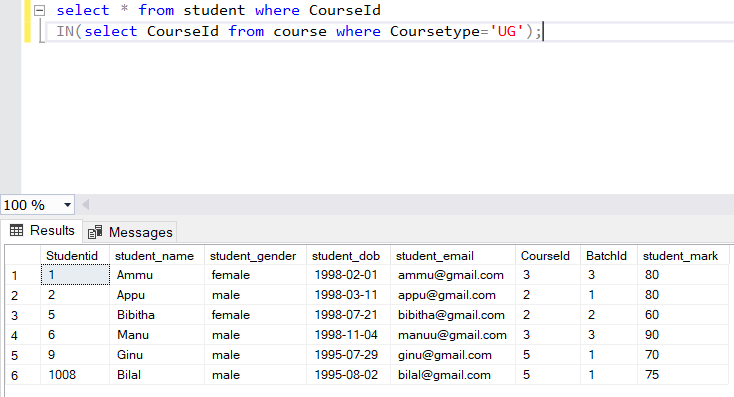 select * from student where CourseId
IN(select CourseId from course where Coursetype='UG');
100 %
Results Messages
Studentid student_name student_gender student_dob student_email CourseId BatchId student_mark
1 1 Ammu female 1998-02-01 ammu@gmail.com 3 3 80
2 2 Appu male 1998-03-11 appu@gmail.com 2 1 80
3 5 Bibitha female 1998-07-21 bibitha@gmail.com 2 2 60
4 6 Manu male 1998-11-04 manuu@gmail.com 3 3 90
5 9 Ginu male 1995-07-29 ginu@gmail.com 5 1 70
6 1008 Bilal male 1995-08-02 bilal@gmail.com 5 1 75